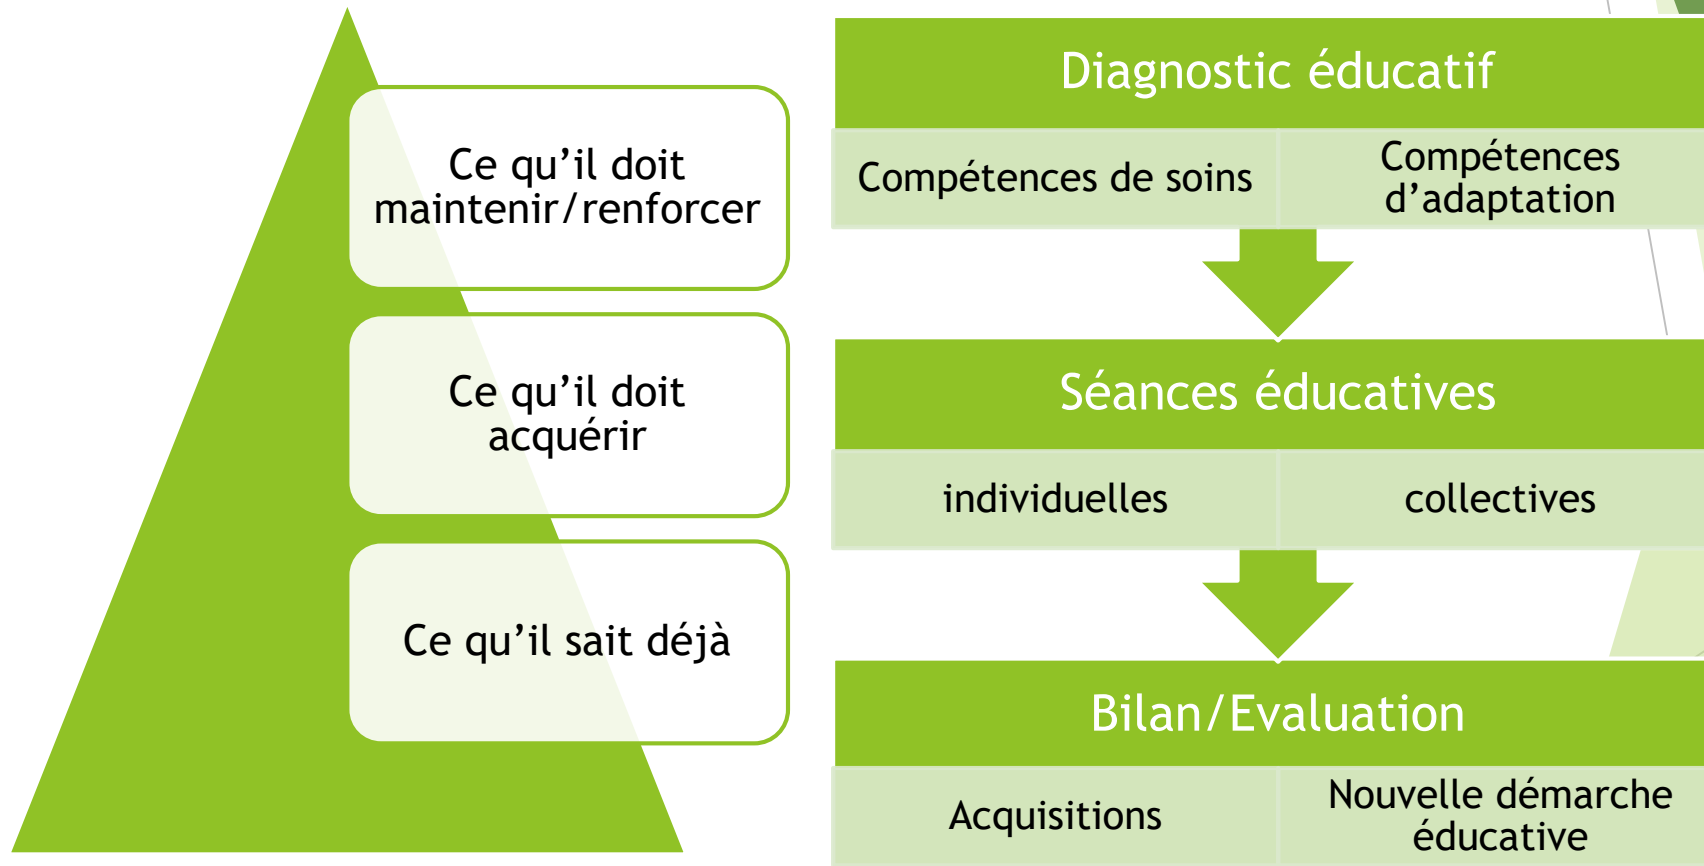 Ce qu’il doit
maintenir/renforcer
Ce qu’il doit
acquérir
Ce qu’il sait déjà
Diagnostic éducatif
Compétences de soins
Compétences
d’adaptation
Séances éducatives
individuelles
collectives
Bilan/Evaluation
Acquisitions
Nouvelle démarche
éducative